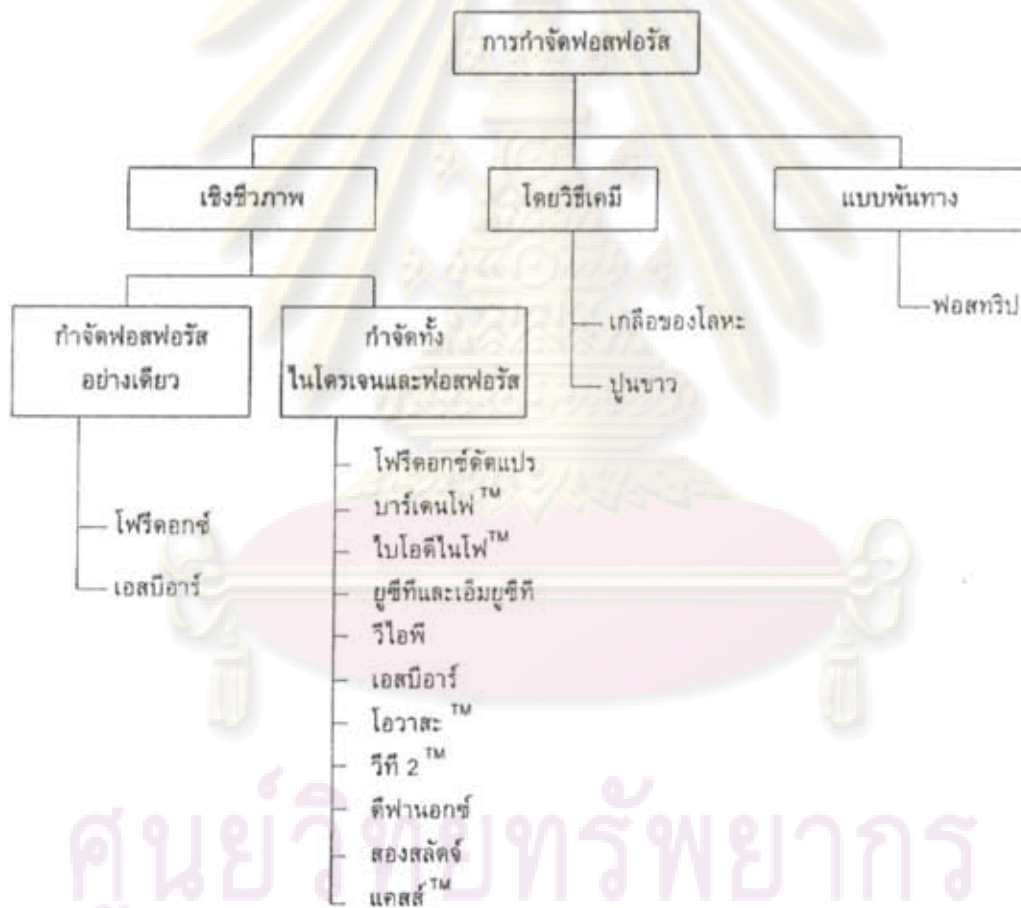 การกำจัดฟอสฟอรัส
เชิงชีวภาพ
โดยวิธีเคมี
แบบพันทาง
กำจัดฟอสฟอรัส
อย่างเดียว
กำจัดทั้ง
ไนโตรเจนและฟอสฟอรัส
เกลือของโลหะ
ปูนขาว
ฟอสทริป
โฟรีดอกซ์
เอสบีอาร์
โฟรีดอกซ์ดัดแปร
บาร์เดนโฟ™
ไบโอดีไนโฟ™
ยูซีทีและเอ็มยูซีที
วีไอพี
เอสบีอาร์
โอวาสะ™
วีที 2™
ดีฟานอกซ์
สองสลัดจ์
แคสส์™
ศูนย์วิทยทรัพยากร